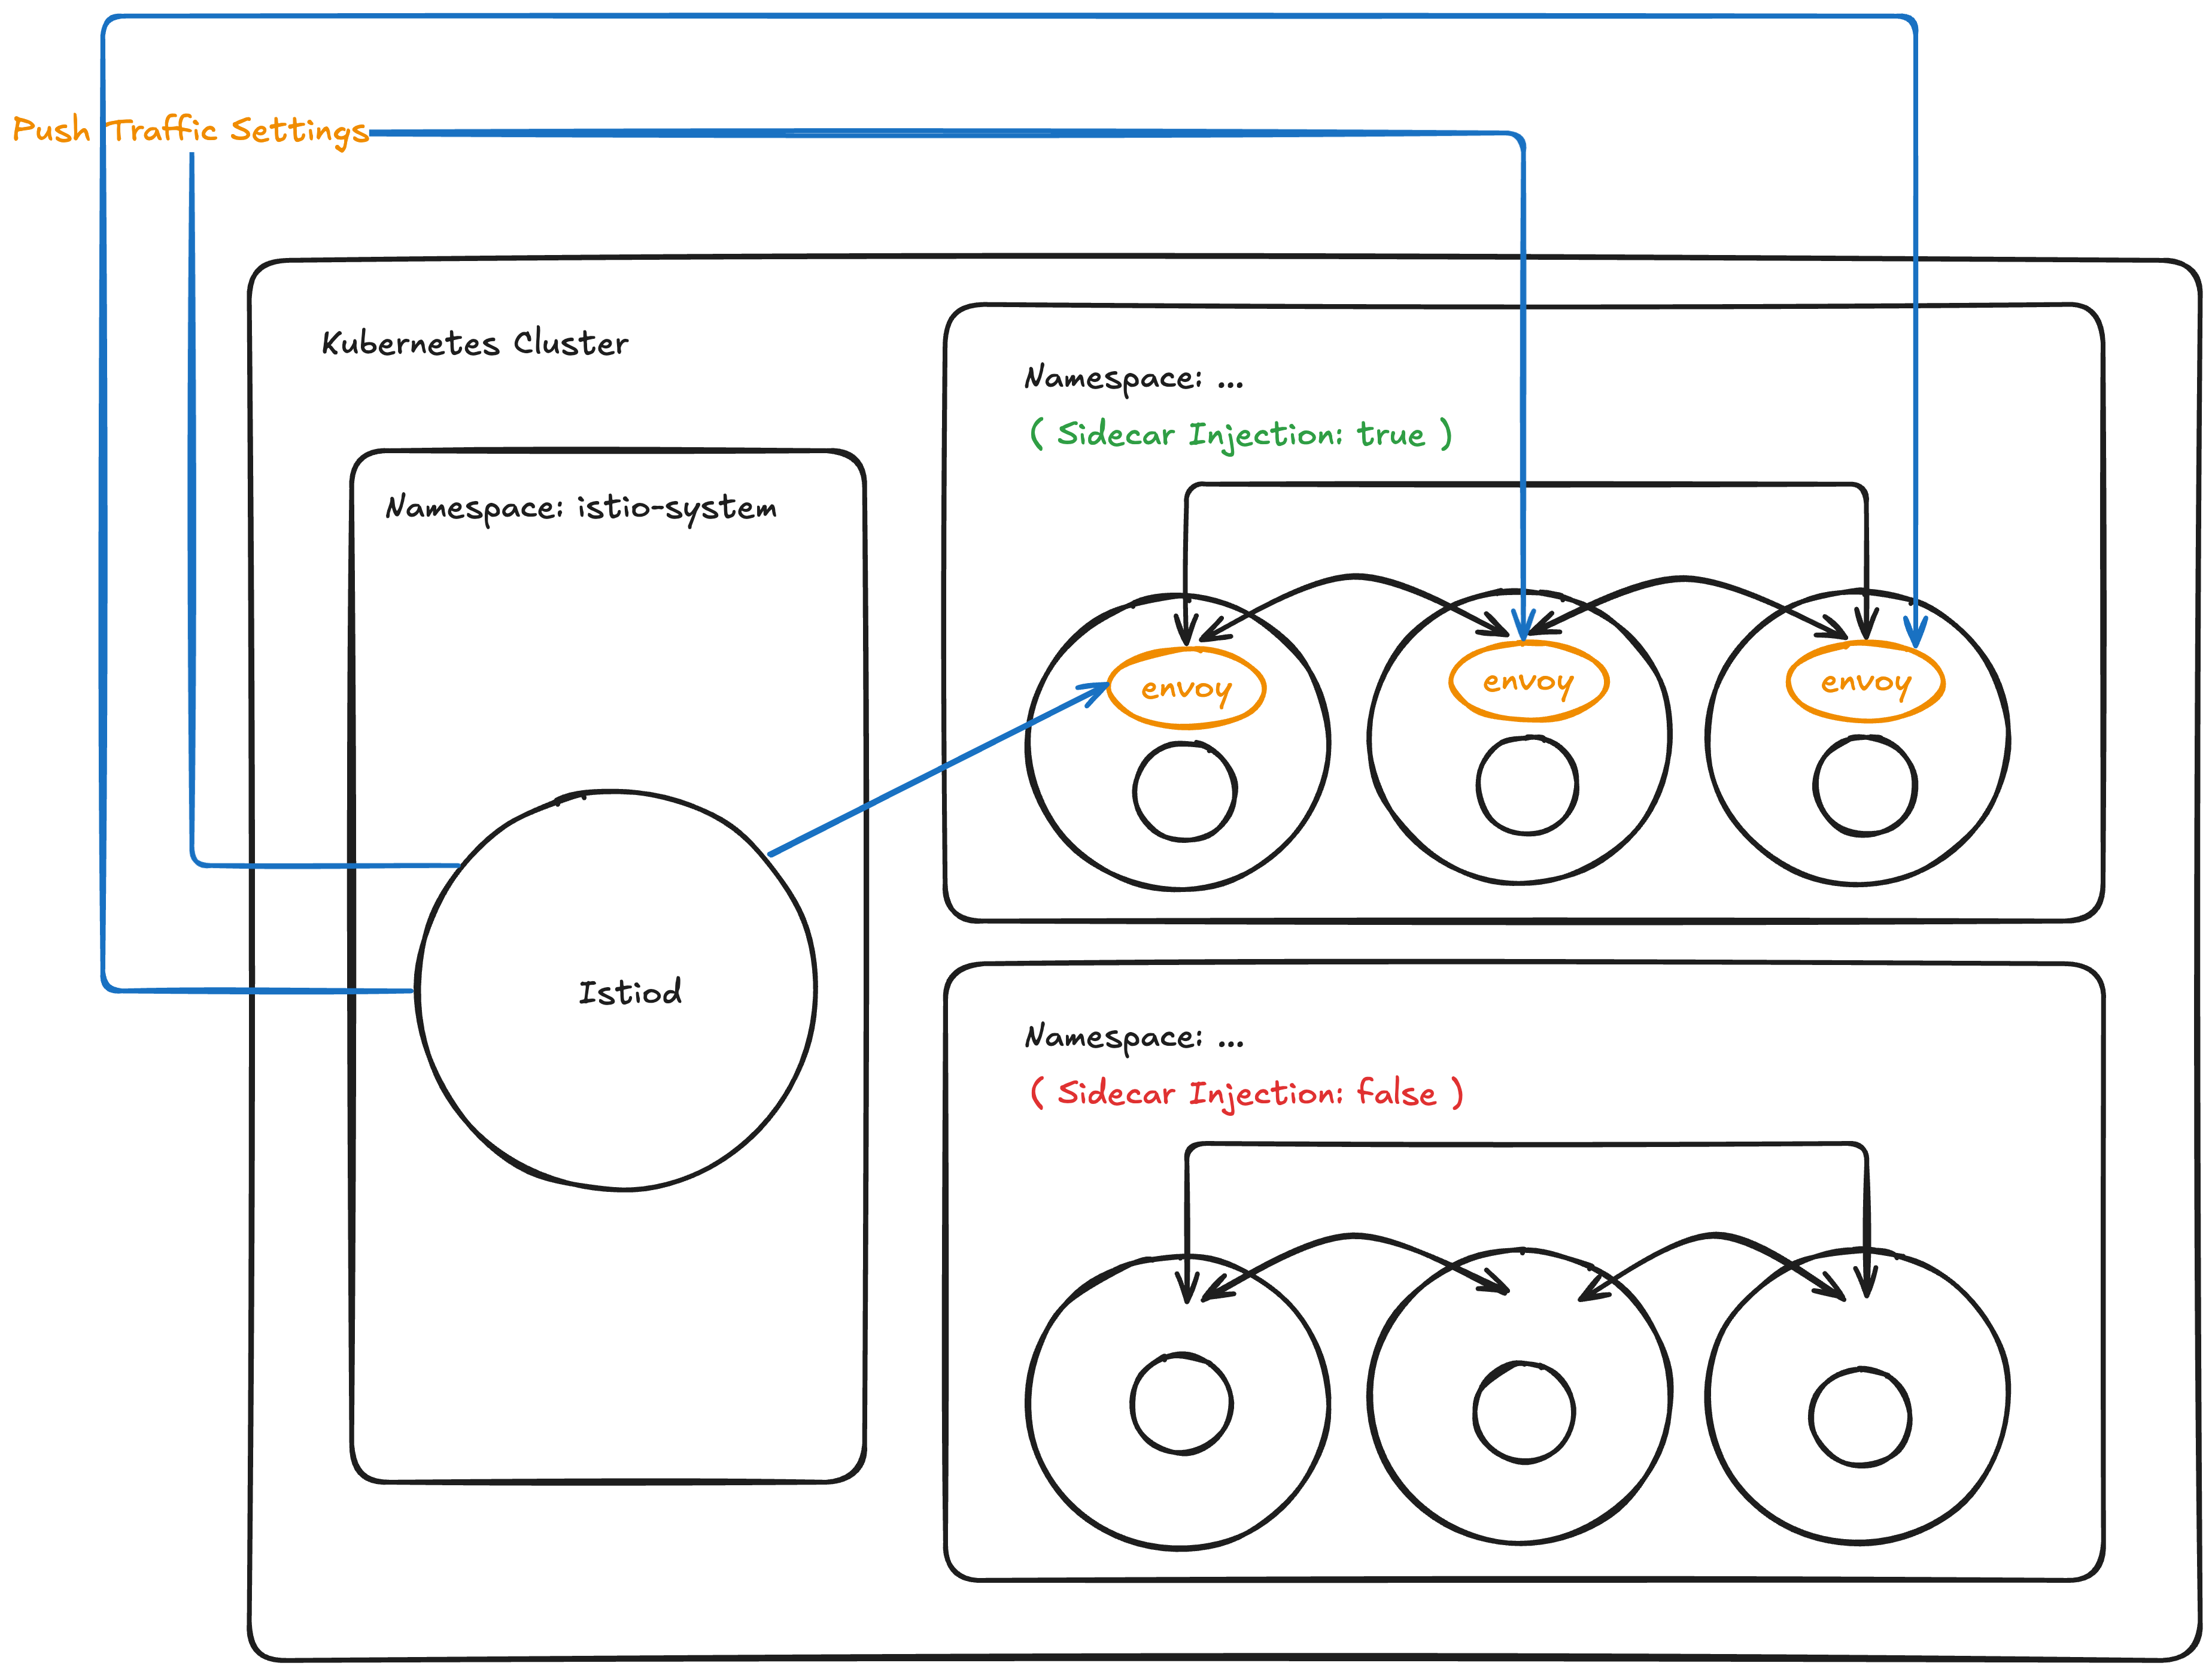 Push Traffic Settings
Kubernetes Cluster
Namespace: istio-system
Istiod
Namespace: ...
( Sidecar Injection: true )
envoy
envoy
envoy
Namespace: ...
( Sidecar Injection: false )